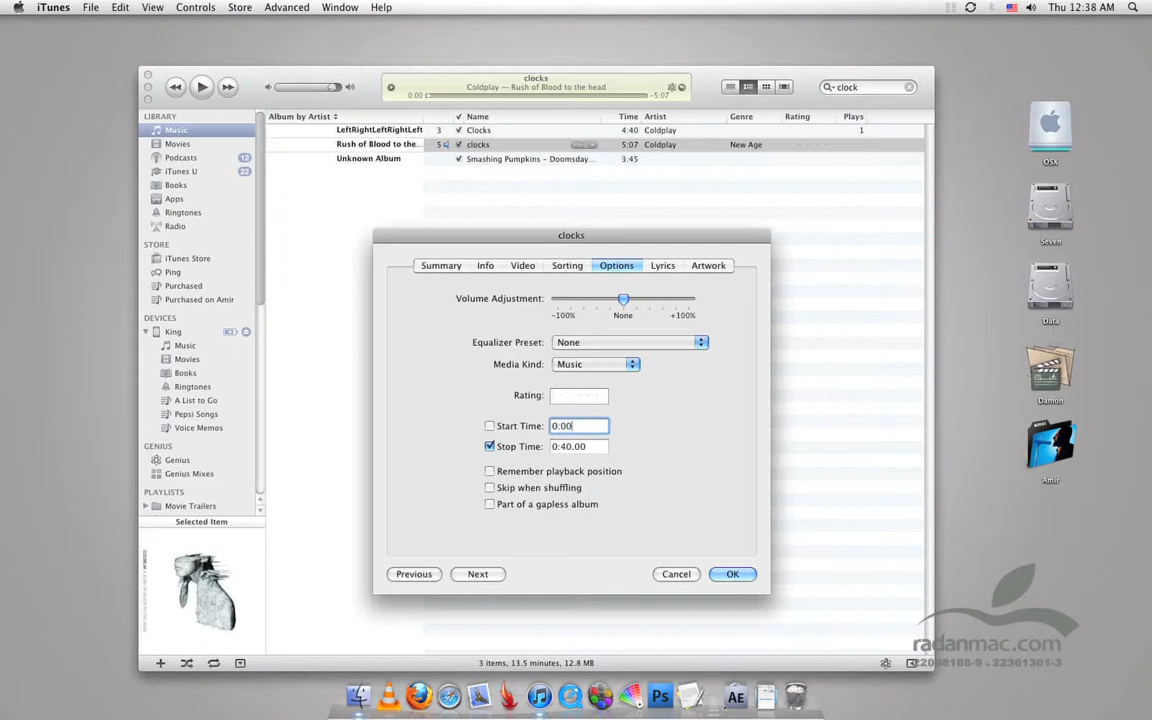 iTunes File Edit View Controls Store Advanced Window Help Thu 12:38 AM
clocks
Coldplay — Rush of Blood to the head
0:00 -5:07
clock
LIBRARY
Music
Movies
Podcasts 12
iTunes U 22
Books
Apps
Ringtones
Radio
STORE
iTunes Store
Ping
Purchased
Purchased on Amir
DEVICES
King
Music
Movies
Books
Ringtones
A List to Go
Pepsi Songs
Voice Memos
GENIUS
Genius
Genius Mixes
PLAYLISTS
Movie Trailers
Selected Item
Album by Artist Name Time Artist Genre Rating Plays
LeftRightLeftRightLeft 3 Clocks 4:40 Coldplay 1
Rush of Blood to the... 5 clocks 5:07 Coldplay New Age
Unknown Album Smashing Pumpkins – Doomsday... 3:45
clocks
Summary Info Video Sorting Options Lyrics Artwork
Volume Adjustment:
-100% None +100%
Equalizer Preset: None
Media Kind: Music
Rating:
Start Time: 0:00
Stop Time: 0:40.00
Remember playback position
Skip when shuffling
Part of a gapless album
Previous Next Cancel OK
3 items, 13.5 minutes, 12.8 MB
OSX
Seven
Data
Damon
Amir
radanmac.com
22098188-9 • 22361301-3
Ps
AE